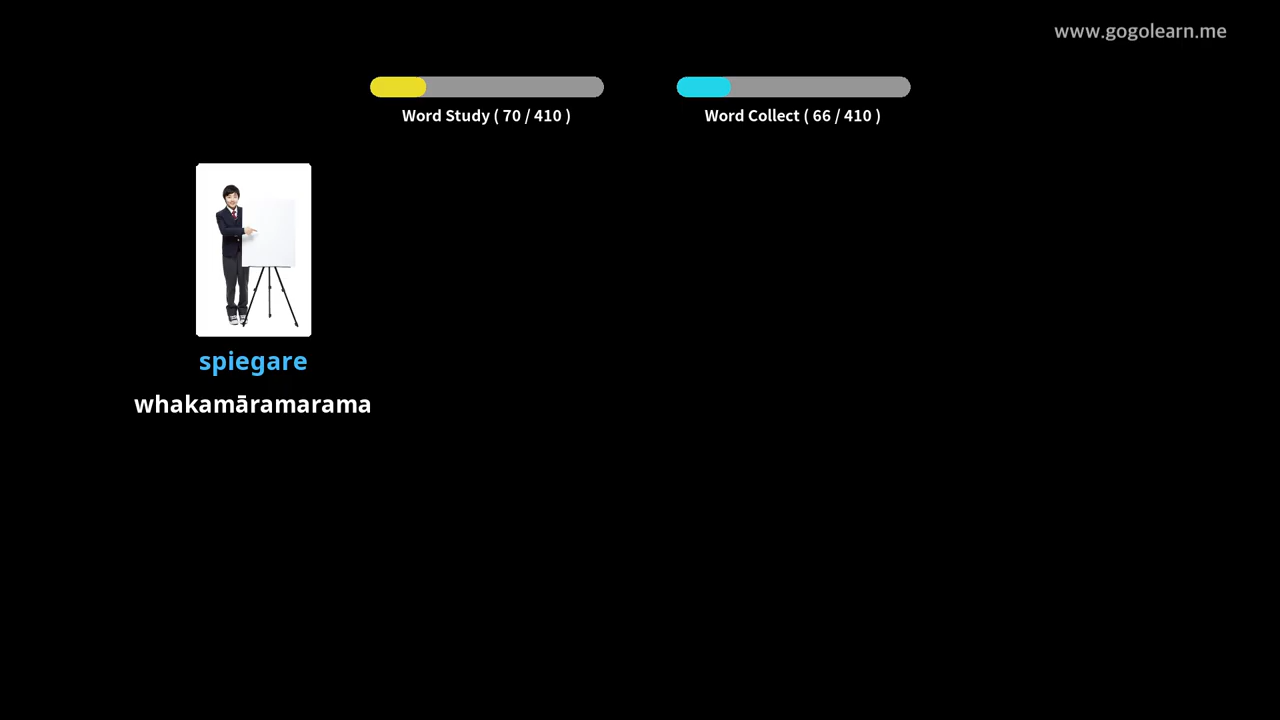 www.gogolearn.me
Word Study ( 70 / 410 )
Word Collect ( 66 / 410 )
spiegare
whakamāramarama